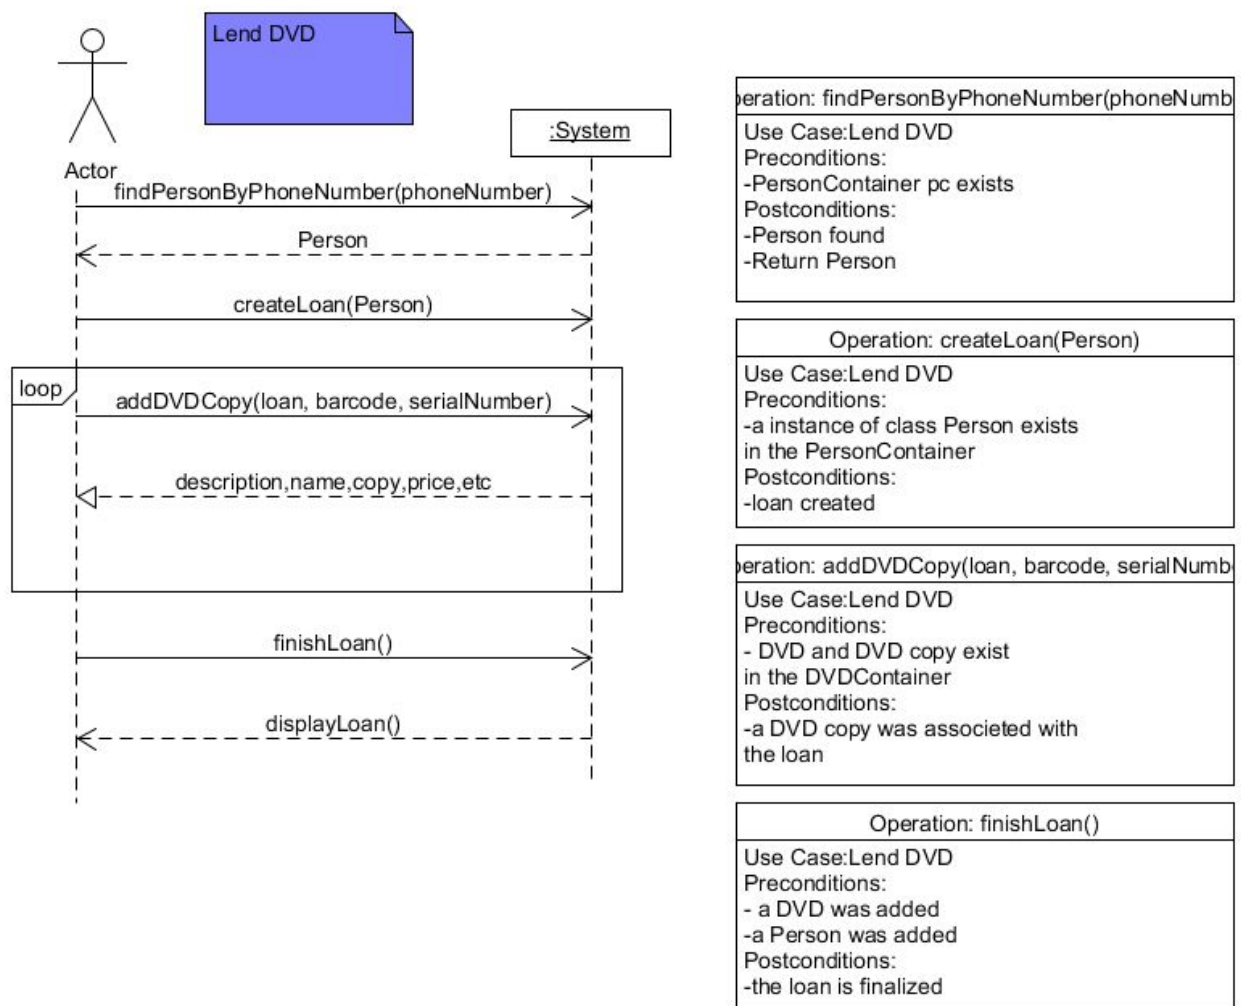 Lend DVD
:System
Actor
findPersonByPhoneNumber(phoneNumber)
Person
createLoan(Person)
loop
addDVDCopy(loan, barcode, serialNumber)
description,name,copy,price,etc
finishLoan()
displayLoan()
peration: findPersonByPhoneNumber(phoneNumb
Use Case:Lend DVD
Preconditions:
-PersonContainer pc exists
Postconditions:
-Person found
-Return Person
Operation: createLoan(Person)
Use Case:Lend DVD
Preconditions:
-a instance of class Person exists
in the PersonContainer
Postconditions:
-loan created
peration: addDVDCopy(loan, barcode, serialNumb
Use Case:Lend DVD
Preconditions:
- DVD and DVD copy exist
in the DVDContainer
Postconditions:
-a DVD copy was associeted with
the loan
Operation: finishLoan()
Use Case:Lend DVD
Preconditions:
- a DVD was added
-a Person was added
Postconditions:
-the loan is finalized